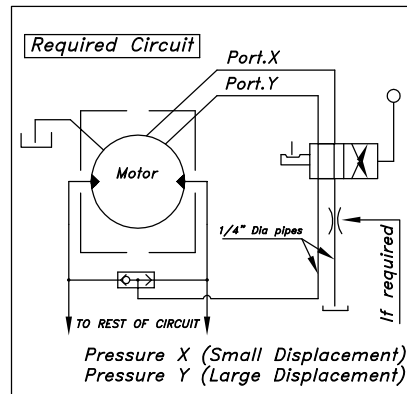 Required Circuit
Port.X
Port.Y
Motor
1/4" Dia pipes
If required
TO REST OF CIRCUIT
Pressure X (Small Displacement)
Pressure Y (Large Displacement)